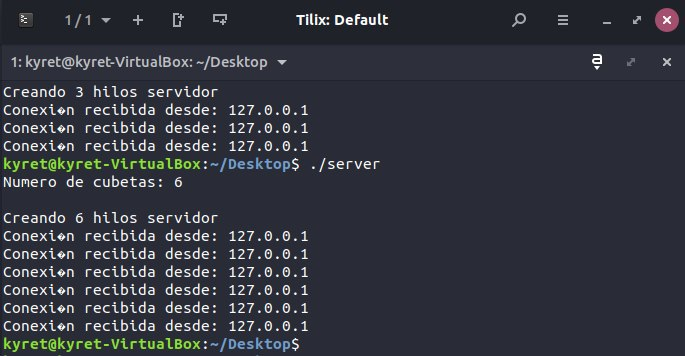 1 / 1
Tilix: Default
1: kyret@kyret-VirtualBox: ~/Desktop
Creando 3 hilos servidor
Conexi�n recibida desde: 127.0.0.1
Conexi�n recibida desde: 127.0.0.1
Conexi�n recibida desde: 127.0.0.1
kyret@kyret-VirtualBox:~/Desktop$ ./server
Numero de cubetas: 6
Creando 6 hilos servidor
Conexi�n recibida desde: 127.0.0.1
Conexi�n recibida desde: 127.0.0.1
Conexi�n recibida desde: 127.0.0.1
Conexi�n recibida desde: 127.0.0.1
Conexi�n recibida desde: 127.0.0.1
Conexi�n recibida desde: 127.0.0.1
kyret@kyret-VirtualBox:~/Desktop$